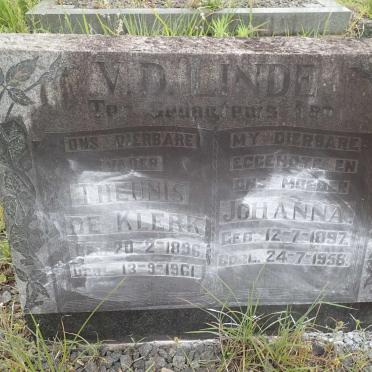 V.D. LINDE
Ter
ONS DIERBARE
VADER
THEUNIS
DE KLERK
GEB. 20-2-1896
OORL. 13-9-1961.
MY DIERBARE
EGGENOTE EN
ONS MOEDER
JOHANNA
GEB. 12-7-1897.
OORL. 24-7-1958.